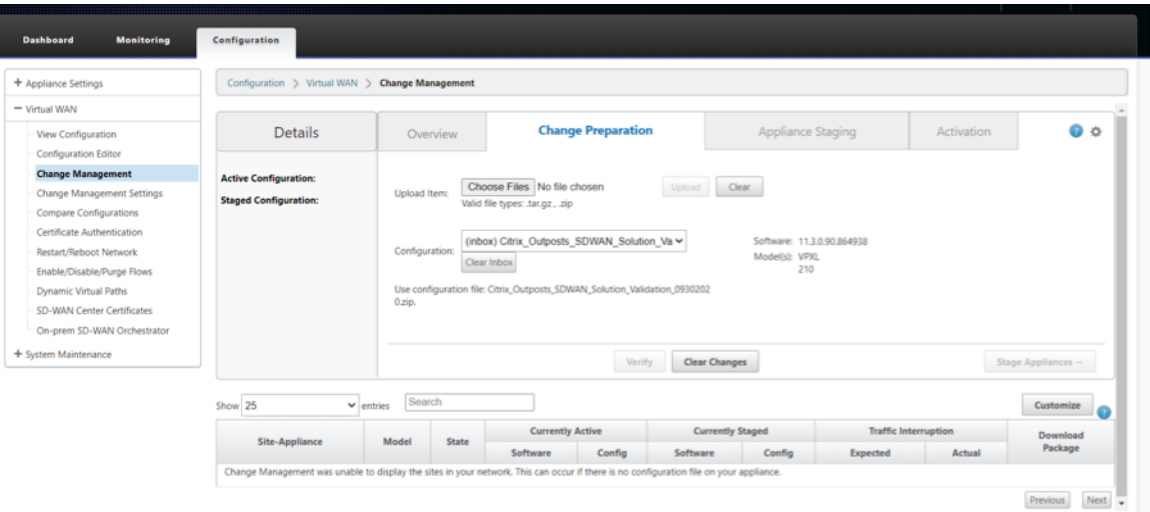 Dashboard Monitoring Configuration
+ Appliance Settings
− Virtual WAN
View Configuration
Configuration Editor
Change Management
Change Management Settings
Compare Configurations
Certificate Authentication
Restart/Reboot Network
Enable/Disable/Purge Flows
Dynamic Virtual Paths
SD-WAN Center Certificates
On-prem SD-WAN Orchestrator
+ System Maintenance
Configuration > Virtual WAN > Change Management
Details Overview Change Preparation Appliance Staging Activation ?
Active Configuration:
Staged Configuration:
Upload Item: Choose Files No file chosen Upload Clear
Valid file types: .tar.gz , .zip
Configuration: (inbox) Citrix_Outposts_SDWAN_Solution_Va
Clear Inbox
Software: 11.3.0.90.864938
Model(s): VPXL
210
Use configuration file: Citrix_Outposts_SDWAN_Solution_Validation_0930202
0.zip.
Verify Clear Changes Stage Appliances →
Show 25 entries Search Customize ?
Site-Appliance Model State Currently Active Currently Staged Traffic Interruption Download Package
Software Config Software Config Expected Actual
Change Management was unable to display the sites in your network. This can occur if there is no configuration file on your appliance.
Previous Next